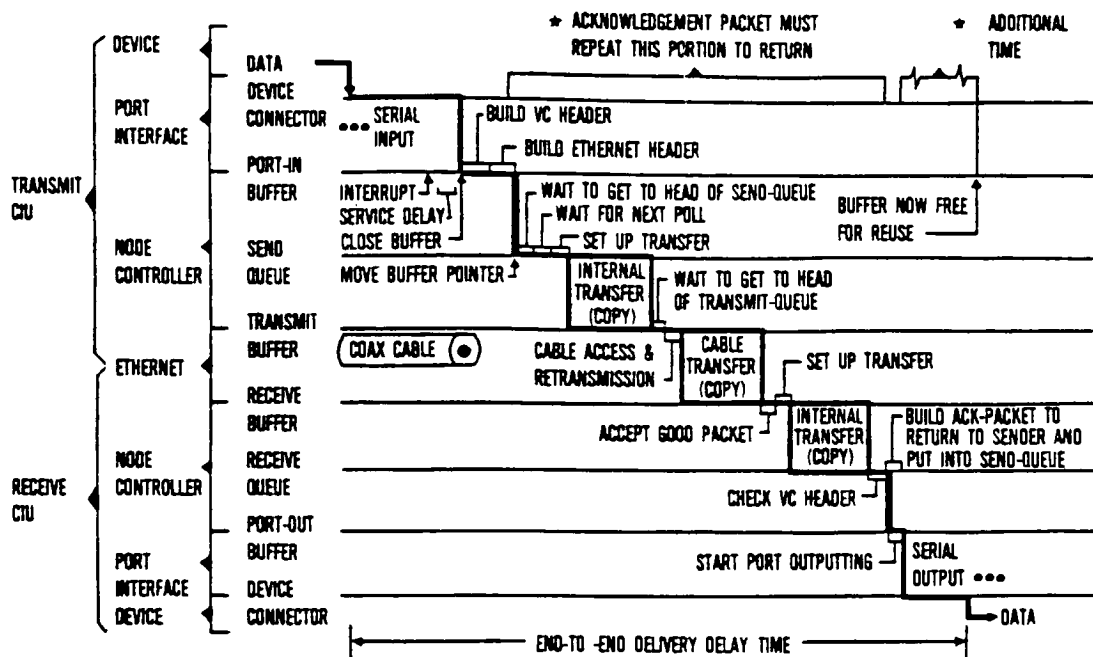 ★ ACKNOWLEDGEMENT PACKET MUST
REPEAT THIS PORTION TO RETURN
★ ADDITIONAL
TIME
DEVICE
DATA
DEVICE
CONNECTOR
PORT
INTERFACE
••• SERIAL
INPUT
BUILD VC HEADER
BUILD ETHERNET HEADER
PORT-IN
BUFFER
TRANSMIT
CIU
INTERRUPT
SERVICE DELAY
CLOSE BUFFER
WAIT TO GET TO HEAD OF SEND-QUEUE
WAIT FOR NEXT POLL
SET UP TRANSFER
BUFFER NOW FREE
FOR REUSE
NODE
CONTROLLER
SEND
QUEUE
MOVE BUFFER POINTER
INTERNAL
TRANSFER
(COPY)
WAIT TO GET TO HEAD
OF TRANSMIT-QUEUE
TRANSMIT
BUFFER
ETHERNET
COAX CABLE
CABLE ACCESS &
RETRANSMISSION
CABLE
TRANSFER
(COPY)
SET UP TRANSFER
RECEIVE
BUFFER
ACCEPT GOOD PACKET
INTERNAL
TRANSFER
(COPY)
BUILD ACK-PACKET TO
RETURN TO SENDER AND
PUT INTO SEND-QUEUE
NODE
CONTROLLER
RECEIVE
QUEUE
RECEIVE
CIU
CHECK VC HEADER
PORT-OUT
BUFFER
PORT
INTERFACE
START PORT OUTPUTTING
SERIAL
OUTPUT •••
DEVICE
CONNECTOR
DEVICE
DATA
END-TO -END DELIVERY DELAY TIME